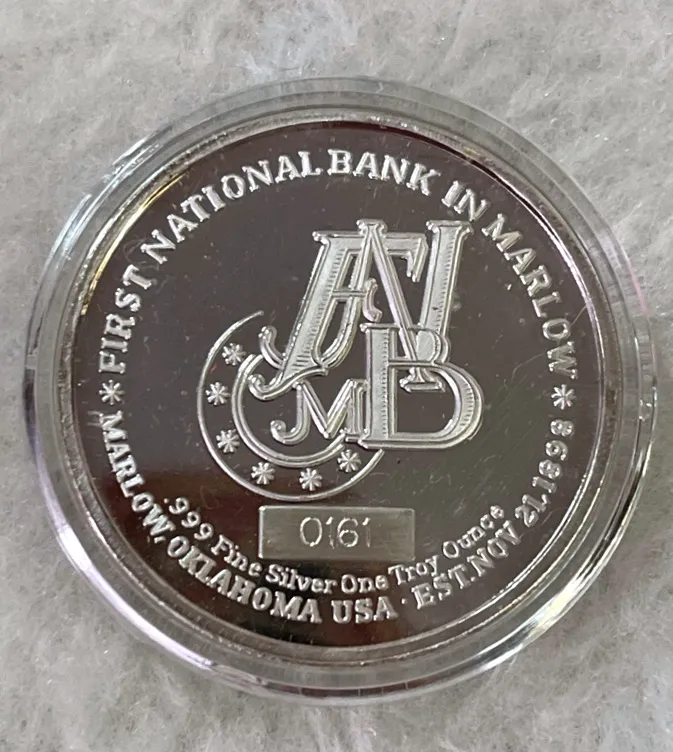 * FIRST NATIONAL BANK IN MARLOW *
FNB
M
0161
.999 Fine Silver One Troy Ounce
MARLOW, OKLAHOMA USA · EST. NOV 21, 1898